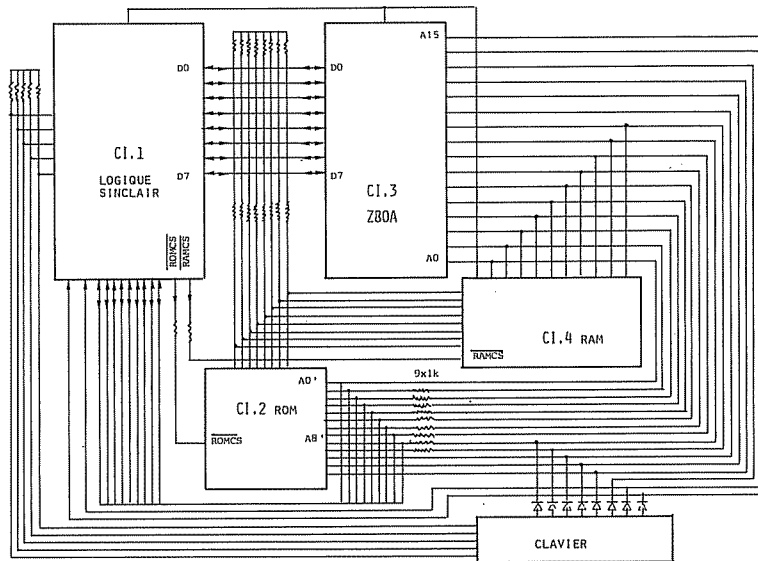 A15
D0
D0
CI.1
LOGIQUE
SINCLAIR
D7
D7
CI.3
Z80A
ROMCS
RAMCS
A0
CI.4 RAM
RAMCS
9x1k
A0'
CI.2 ROM
ROMCS
A8'
CLAVIER